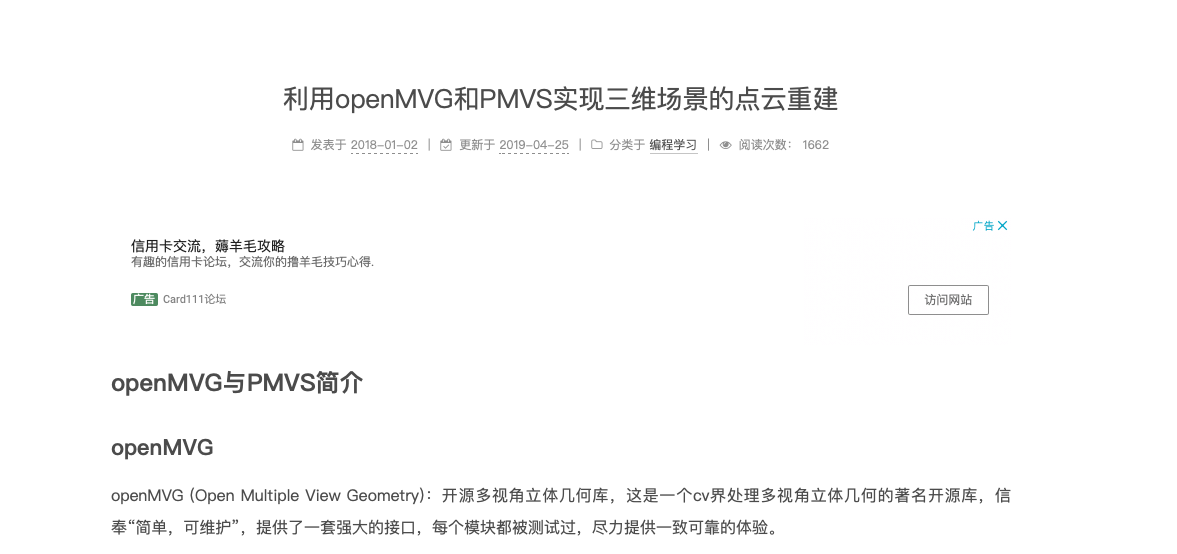 利用openMVG和PMVS实现三维场景的点云重建
发表于 2018-01-02 | 更新于 2019-04-25 | 分类于 编程学习 | 阅读次数： 1662
广告
信用卡交流，薅羊毛攻略
有趣的信用卡论坛，交流你的撸羊毛技巧心得.
广告 Card111论坛
访问网站
openMVG与PMVS简介
openMVG
openMVG (Open Multiple View Geometry)：开源多视角立体几何库，这是一个cv界处理多视角立体几何的著名开源库，信
奉“简单，可维护”，提供了一套强大的接口，每个模块都被测试过，尽力提供一致可靠的体验。